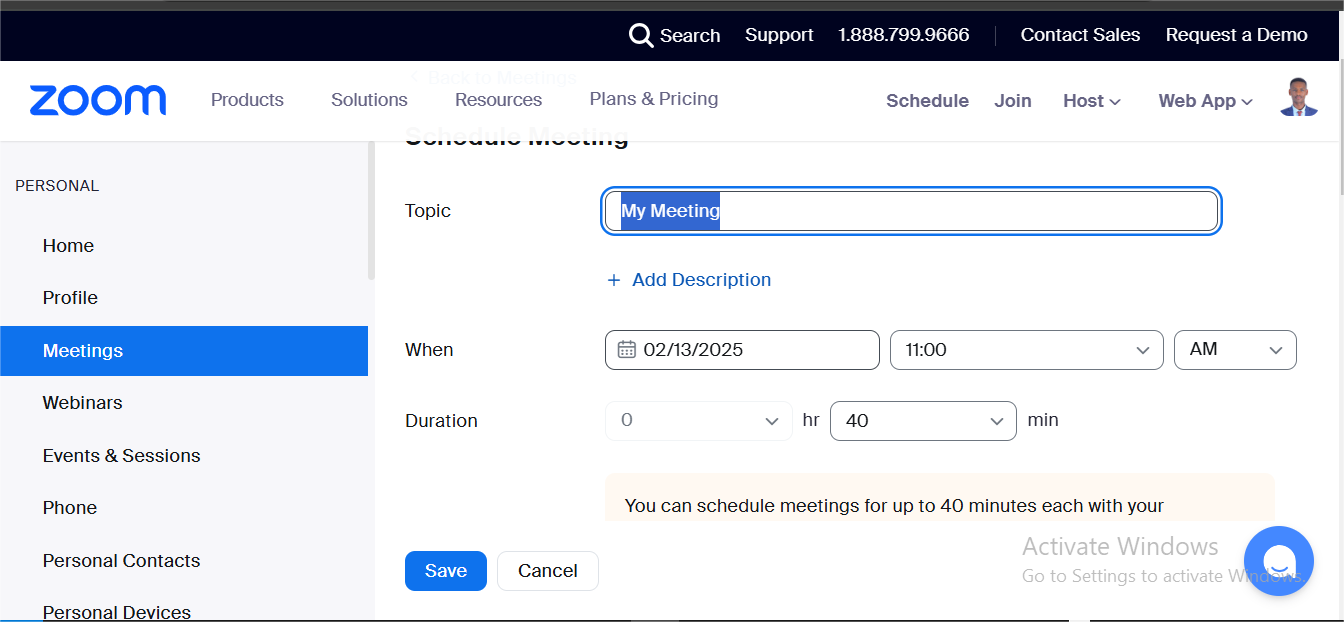 Search Support 1.888.799.9666 Contact Sales Request a Demo
Back to Meetings
zoom Products Solutions Resources Plans & Pricing Schedule Join Host Web App
Schedule Meeting
PERSONAL
Home
Profile
Meetings
Webinars
Events & Sessions
Phone
Personal Contacts
Personal Devices
Topic My Meeting
+ Add Description
When 02/13/2025 11:00 AM
Duration 0 hr 40 min
You can schedule meetings for up to 40 minutes each with your
Save Cancel
Activate Windows
Go to Settings to activate Windows.